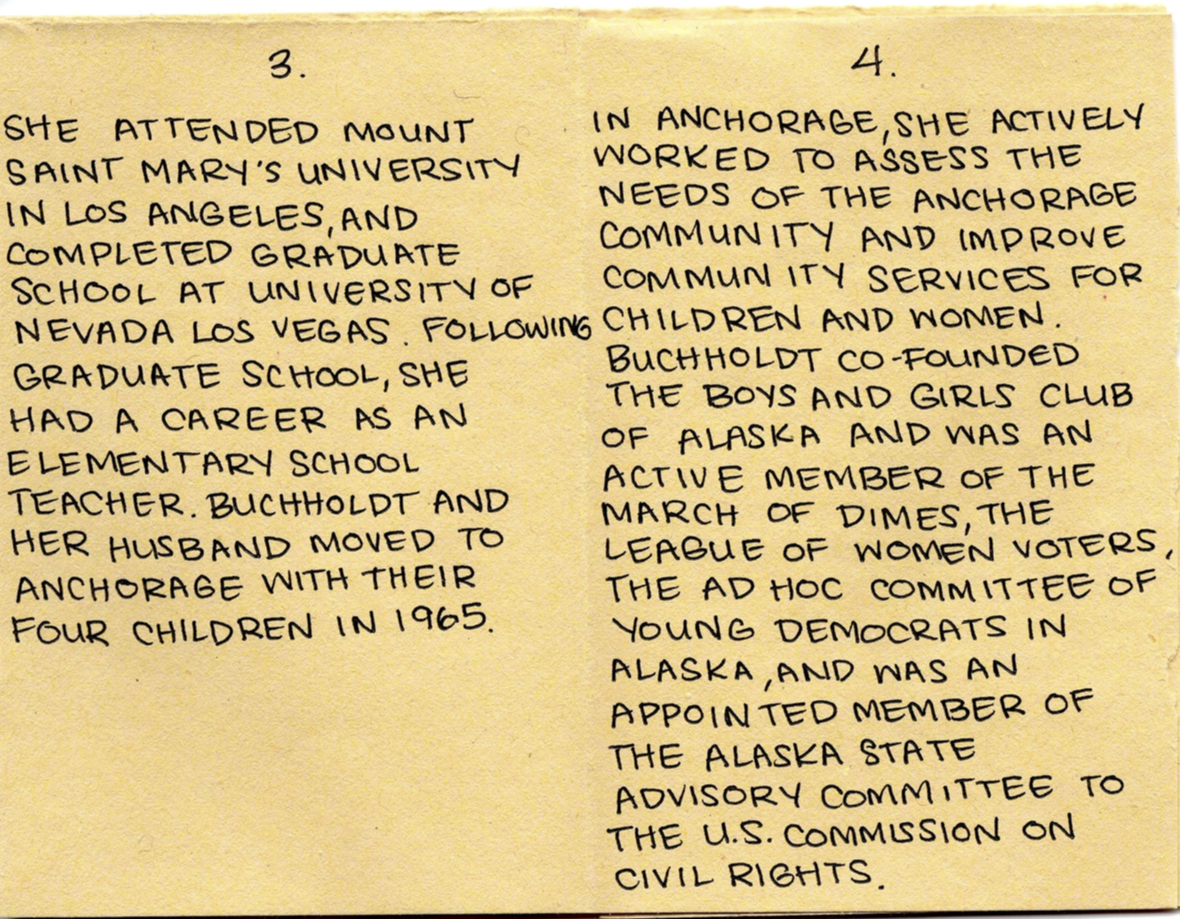 3.
SHE ATTENDED MOUNT
SAINT MARY'S UNIVERSITY
IN LOS ANGELES, AND
COMPLETED GRADUATE
SCHOOL AT UNIVERSITY OF
NEVADA LOS VEGAS. FOLLOWING
GRADUATE SCHOOL, SHE
HAD A CAREER AS AN
ELEMENTARY SCHOOL
TEACHER. BUCHHOLDT AND
HER HUSBAND MOVED TO
ANCHORAGE WITH THEIR
FOUR CHILDREN IN 1965.
4.
IN ANCHORAGE, SHE ACTIVELY
WORKED TO ASSESS THE
NEEDS OF THE ANCHORAGE
COMMUNITY AND IMPROVE
COMMUNITY SERVICES FOR
CHILDREN AND WOMEN.
BUCHHOLDT CO-FOUNDED
THE BOYS AND GIRLS CLUB
OF ALASKA AND WAS AN
ACTIVE MEMBER OF THE
MARCH OF DIMES, THE
LEAGUE OF WOMEN VOTERS,
THE AD HOC COMMITTEE OF
YOUNG DEMOCRATS IN
ALASKA, AND WAS AN
APPOINTED MEMBER OF
THE ALASKA STATE
ADVISORY COMMITTEE TO
THE U.S. COMMISSION ON
CIVIL RIGHTS.